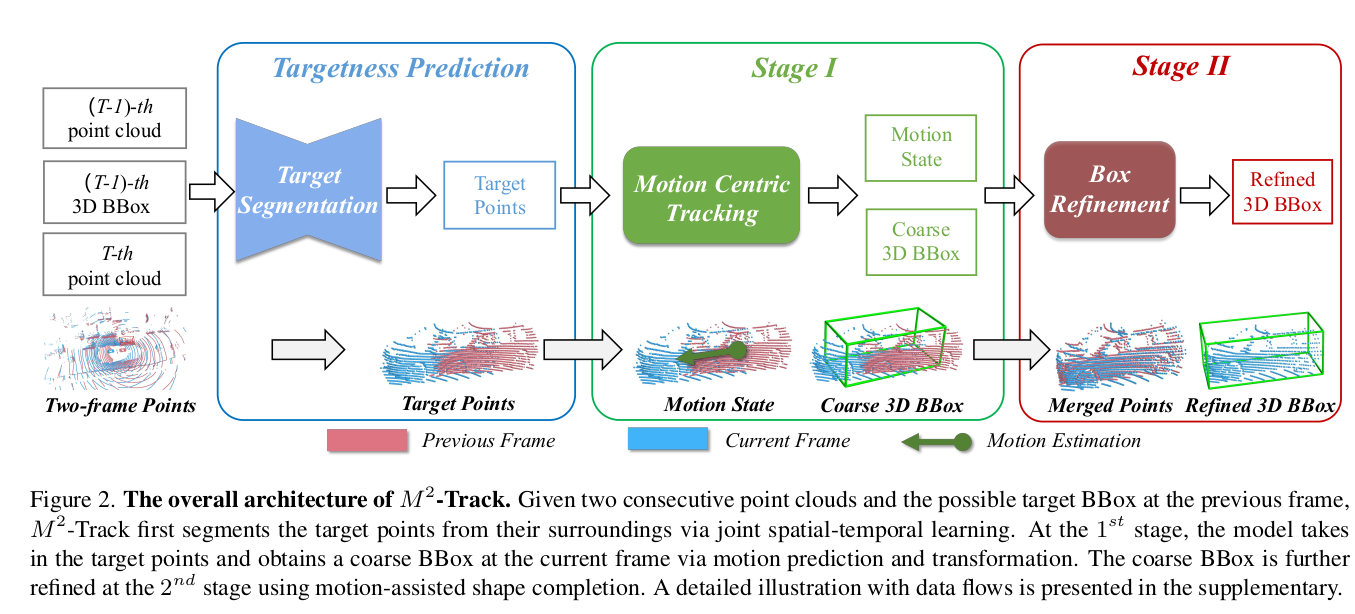 Targetness Prediction
Stage I
Stage II
(T-1)-th
point cloud
(T-1)-th
3D BBox
T-th
point cloud
Target
Segmentation
Target
Points
Motion Centric
Tracking
Motion
State
Coarse
3D BBox
Box
Refinement
Refined
3D BBox
Two-frame Points
Target Points
Motion State
Coarse 3D BBox
Merged Points
Refined 3D BBox
Previous Frame
Current Frame
Motion Estimation
Figure 2. The overall architecture of M²-Track. Given two consecutive point clouds and the possible target BBox at the previous frame,
M²-Track first segments the target points from their surroundings via joint spatial-temporal learning. At the 1st stage, the model takes
in the target points and obtains a coarse BBox at the current frame via motion prediction and transformation. The coarse BBox is further
refined at the 2nd stage using motion-assisted shape completion. A detailed illustration with data flows is presented in the supplementary.